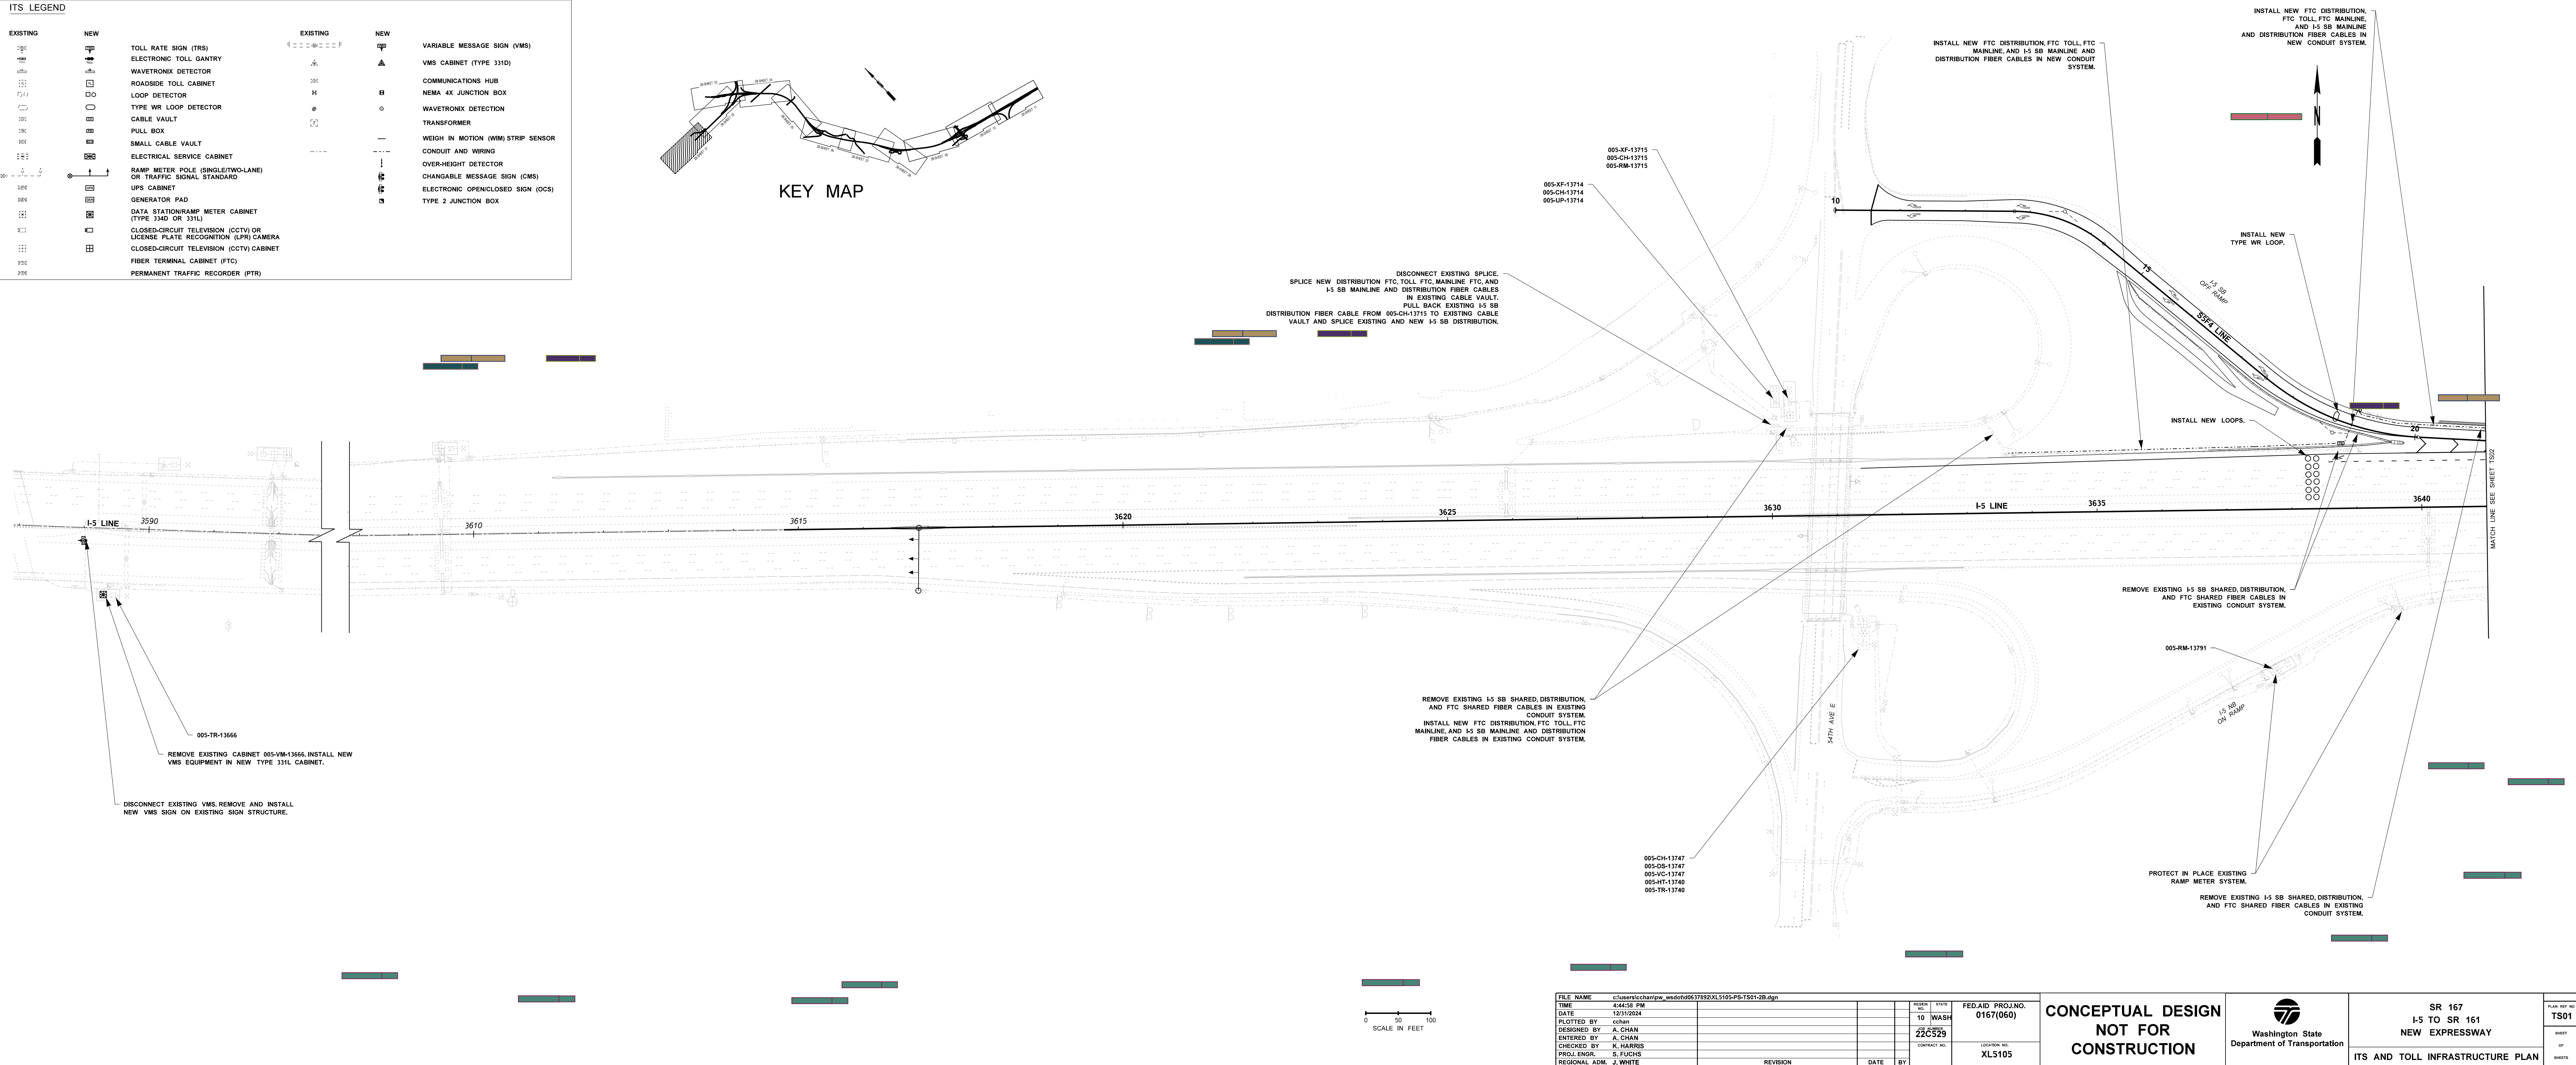 ITS LEGEND
EXISTING
NEW
TOLL RATE SIGN (TRS)
ELECTRONIC TOLL GANTRY
WAVETRONIX DETECTOR
ROADSIDE TOLL CABINET
LOOP DETECTOR
TYPE WR LOOP DETECTOR
CABLE VAULT
PULL BOX
SMALL CABLE VAULT
ELECTRICAL SERVICE CABINET
RAMP METER POLE (SINGLE/TWO-LANE)
OR TRAFFIC SIGNAL STANDARD
UPS CABINET
GENERATOR PAD
DATA STATION/RAMP METER CABINET
(TYPE 334D OR 331L)
CLOSED-CIRCUIT TELEVISION (CCTV) OR
LICENSE PLATE RECOGNITION (LPR) CAMERA
CLOSED-CIRCUIT TELEVISION (CCTV) CABINET
FIBER TERMINAL CABINET (FTC)
PERMANENT TRAFFIC RECORDER (PTR)
EXISTING
NEW
VARIABLE MESSAGE SIGN (VMS)
VMS CABINET (TYPE 331D)
COMMUNICATIONS HUB
NEMA 4X JUNCTION BOX
WAVETRONIX DETECTION
TRANSFORMER
WEIGH IN MOTION (WIM) STRIP SENSOR
CONDUIT AND WIRING
OVER-HEIGHT DETECTOR
CHANGABLE MESSAGE SIGN (CMS)
ELECTRONIC OPEN/CLOSED SIGN (OCS)
TYPE 2 JUNCTION BOX
KEY MAP
INSTALL NEW FTC DISTRIBUTION,
FTC TOLL, FTC MAINLINE,
AND I-5 SB MAINLINE
AND DISTRIBUTION FIBER CABLES IN
NEW CONDUIT SYSTEM.
INSTALL NEW FTC DISTRIBUTION, FTC TOLL, FTC
MAINLINE, AND I-5 SB MAINLINE AND
DISTRIBUTION FIBER CABLES IN NEW CONDUIT
SYSTEM.
N
005-XF-13715
005-CH-13715
005-RM-13715
005-XF-13714
005-CH-13714
005-UP-13714
10
INSTALL NEW
TYPE WR LOOP.
DISCONNECT EXISTING SPLICE.
SPLICE NEW DISTRIBUTION FTC, TOLL FTC, MAINLINE FTC, AND
I-5 SB MAINLINE AND DISTRIBUTION FIBER CABLES
IN EXISTING CABLE VAULT.
PULL BACK EXISTING I-5 SB
DISTRIBUTION FIBER CABLE FROM 005-CH-13715 TO EXISTING CABLE
VAULT AND SPLICE EXISTING AND NEW I-5 SB DISTRIBUTION.
15
I-5 SB
OFF RAMP
S5F4 LINE
INSTALL NEW LOOPS.
20
MATCH LINE SEE SHEET TS02
I-5 LINE
3590
3610
3615
3620
3625
3630
I-5 LINE
3635
3640
REMOVE EXISTING I-5 SB SHARED, DISTRIBUTION,
AND FTC SHARED FIBER CABLES IN
EXISTING CONDUIT SYSTEM.
005-RM-13791
I-5 NB
ON RAMP
54TH AVE E
REMOVE EXISTING I-5 SB SHARED, DISTRIBUTION,
AND FTC SHARED FIBER CABLES IN EXISTING
CONDUIT SYSTEM.
INSTALL NEW FTC DISTRIBUTION, FTC TOLL, FTC
MAINLINE, AND I-5 SB MAINLINE AND DISTRIBUTION
FIBER CABLES IN EXISTING CONDUIT SYSTEM.
005-TR-13666
REMOVE EXISTING CABINET 005-VM-13666. INSTALL NEW
VMS EQUIPMENT IN NEW TYPE 331L CABINET.
DISCONNECT EXISTING VMS. REMOVE AND INSTALL
NEW VMS SIGN ON EXISTING SIGN STRUCTURE.
005-CH-13747
005-DS-13747
005-VC-13747
005-HT-13740
005-TR-13740
PROTECT IN PLACE EXISTING
RAMP METER SYSTEM.
REMOVE EXISTING I-5 SB SHARED, DISTRIBUTION,
AND FTC SHARED FIBER CABLES IN EXISTING
CONDUIT SYSTEM.
0 50 100
SCALE IN FEET
FILE NAME c:\users\cchan\pw_wsdot\d0637892\XL5105-PS-TS01-2B.dgn
TIME 4:44:58 PM
DATE 12/31/2024
PLOTTED BY cchan
DESIGNED BY A. CHAN
ENTERED BY A. CHAN
CHECKED BY K. HARRIS
PROJ. ENGR. S. FUCHS
REGIONAL ADM. J. WHITE
REVISION DATE BY
REGION NO. STATE
10 WASH
JOB NUMBER
22C529
CONTRACT NO.
FED.AID PROJ.NO.
0167(060)
LOCATION NO.
XL5105
CONCEPTUAL DESIGN
NOT FOR
CONSTRUCTION
Washington State
Department of Transportation
SR 167
I-5 TO SR 161
NEW EXPRESSWAY
ITS AND TOLL INFRASTRUCTURE PLAN
PLAN REF NO
TS01
SHEET
OF
SHEETS